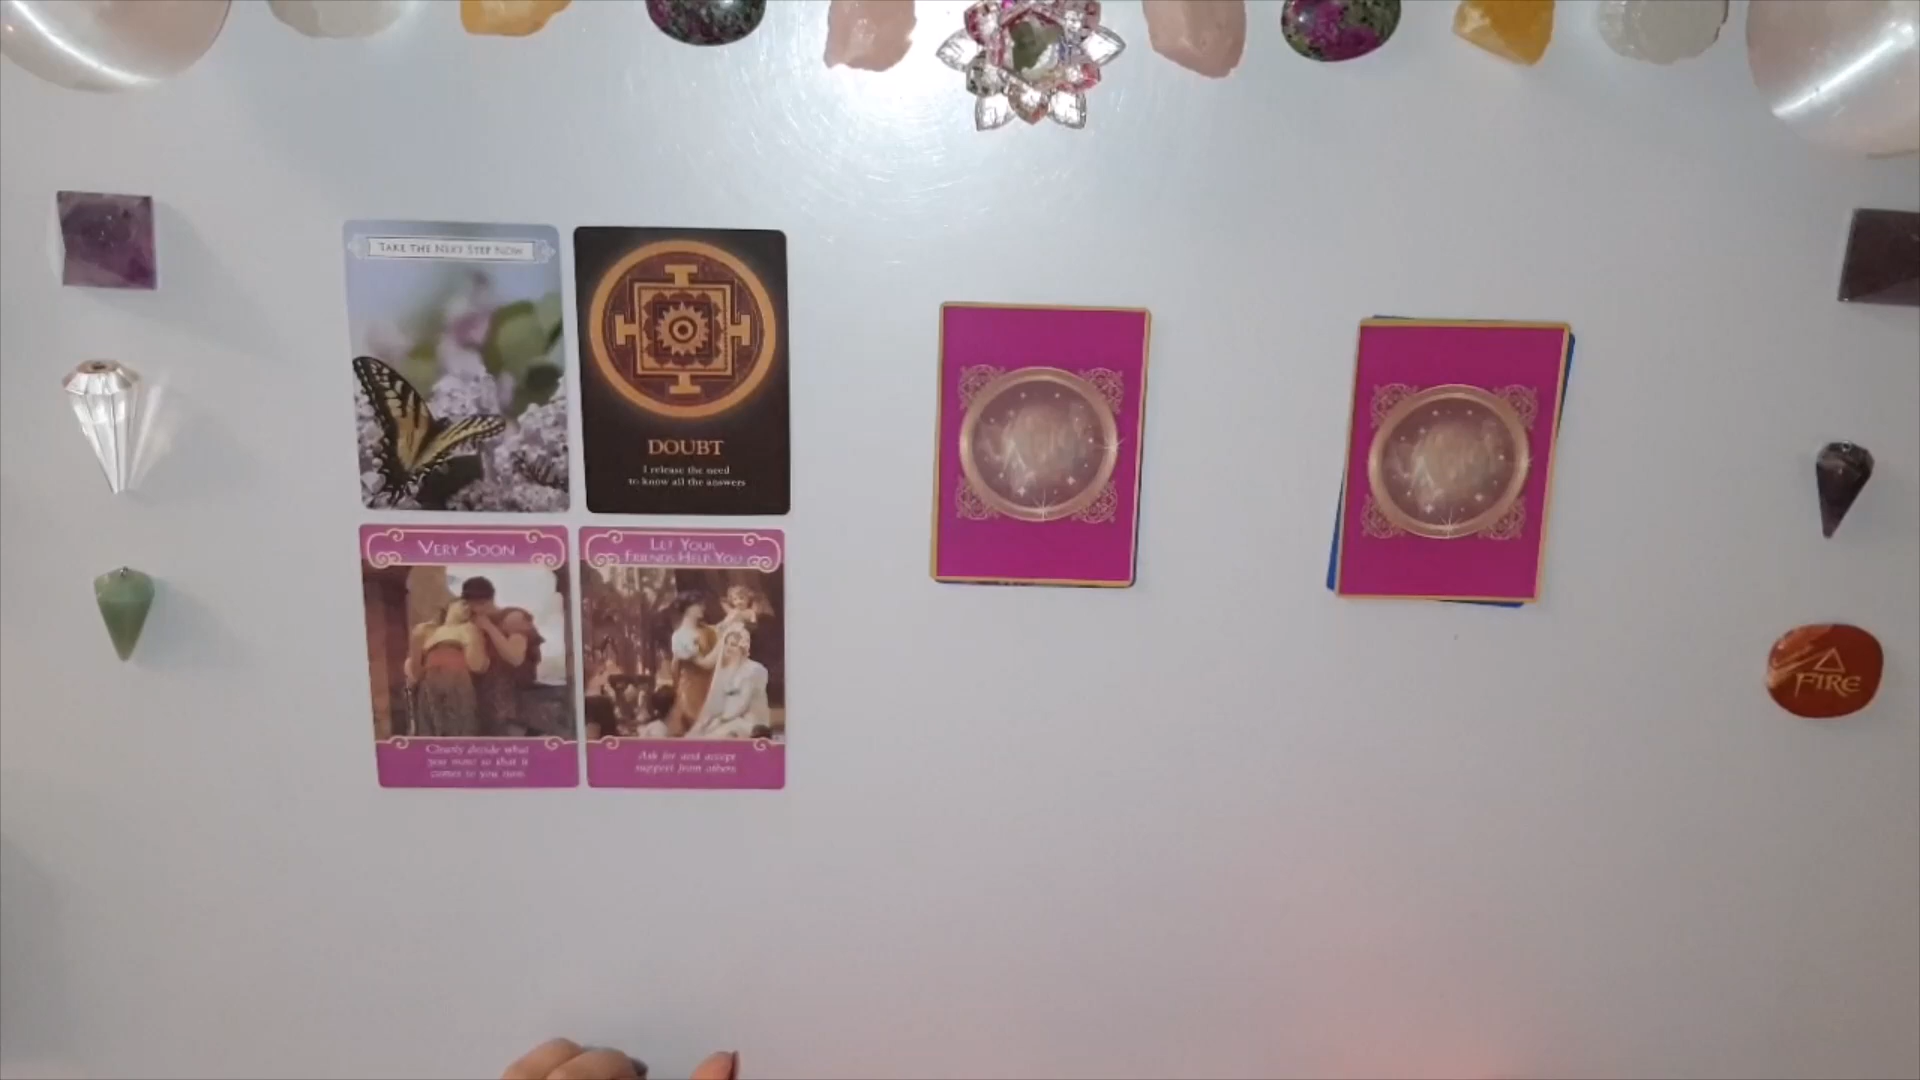 TAKE THE NEXT STEP NOW
DOUBT
I release the need
to know all the answers
VERY SOON
Clearly decide what
you want so that it
comes to you now.
LET YOUR
FRIENDS HELP YOU
Ask for and accept
support from others.
FIRE